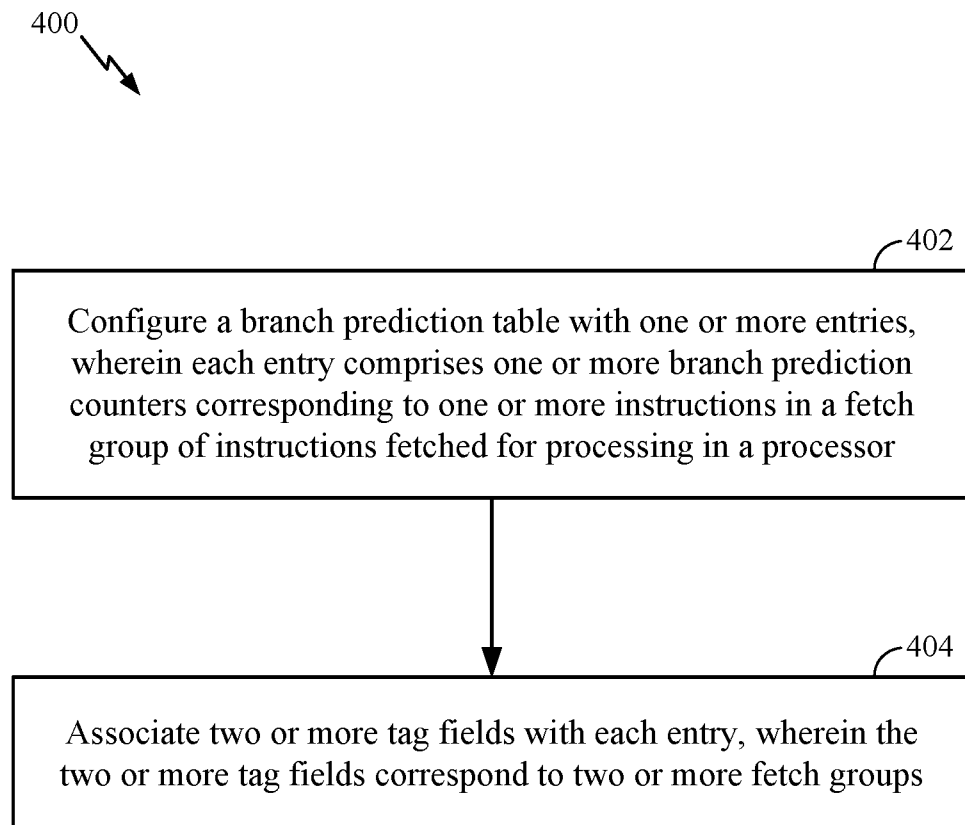 400
402
Configure a branch prediction table with one or more entries,
wherein each entry comprises one or more branch prediction
counters corresponding to one or more instructions in a fetch
group of instructions fetched for processing in a processor
404
Associate two or more tag fields with each entry, wherein the
two or more tag fields correspond to two or more fetch groups